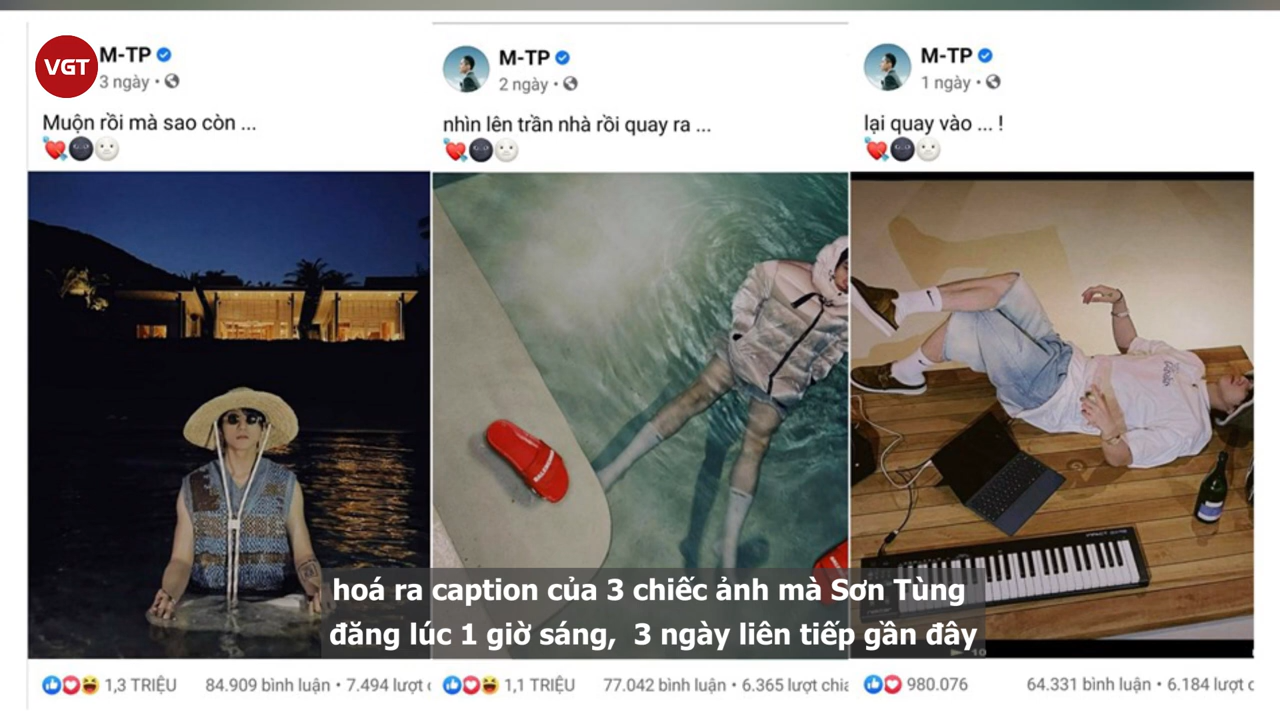 VGT
M-TP
3 ngày
Muộn rồi mà sao còn ...
1,3 TRIỆU
84.909 bình luận • 7.494 lượt c
M-TP
2 ngày
nhìn lên trần nhà rồi quay ra ...
1,1 TRIỆU
77.042 bình luận • 6.365 lượt chia
M-TP
1 ngày
lại quay vào ... !
980.076
64.331 bình luận • 6.184 lượt c
hoá ra caption của 3 chiếc ảnh mà Sơn Tùng
đăng lúc 1 giờ sáng, 3 ngày liên tiếp gần đây